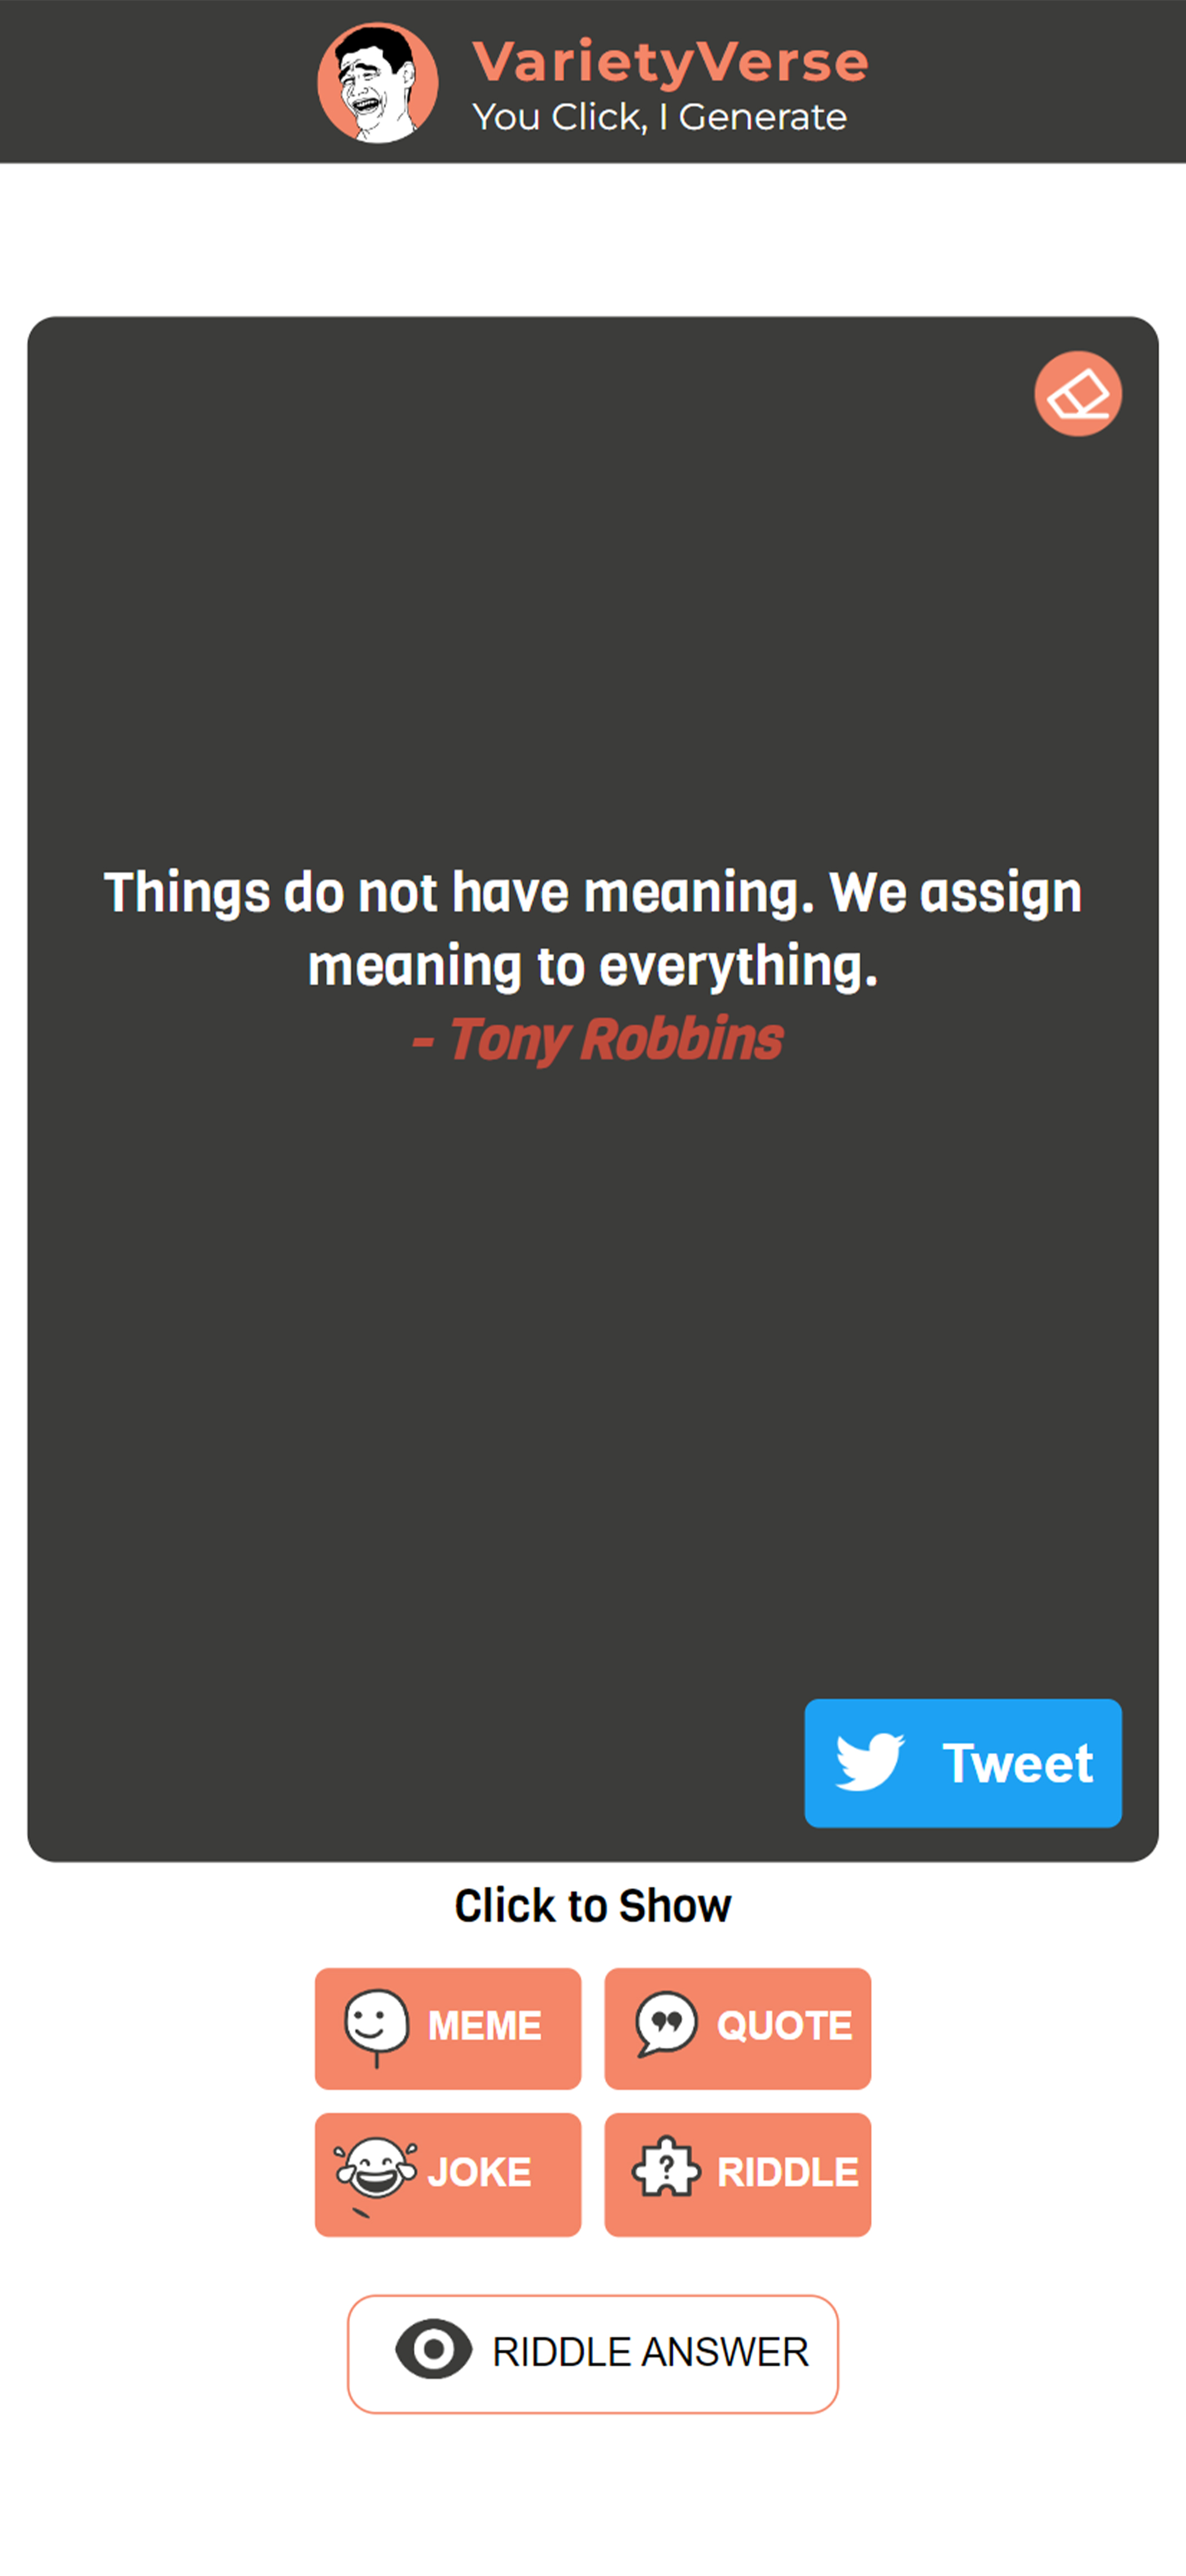 VarietyVerse
You Click, I Generate
Things do not have meaning. We assign
meaning to everything.
- Tony Robbins
Tweet
Click to Show
MEME
QUOTE
JOKE
RIDDLE
RIDDLE ANSWER